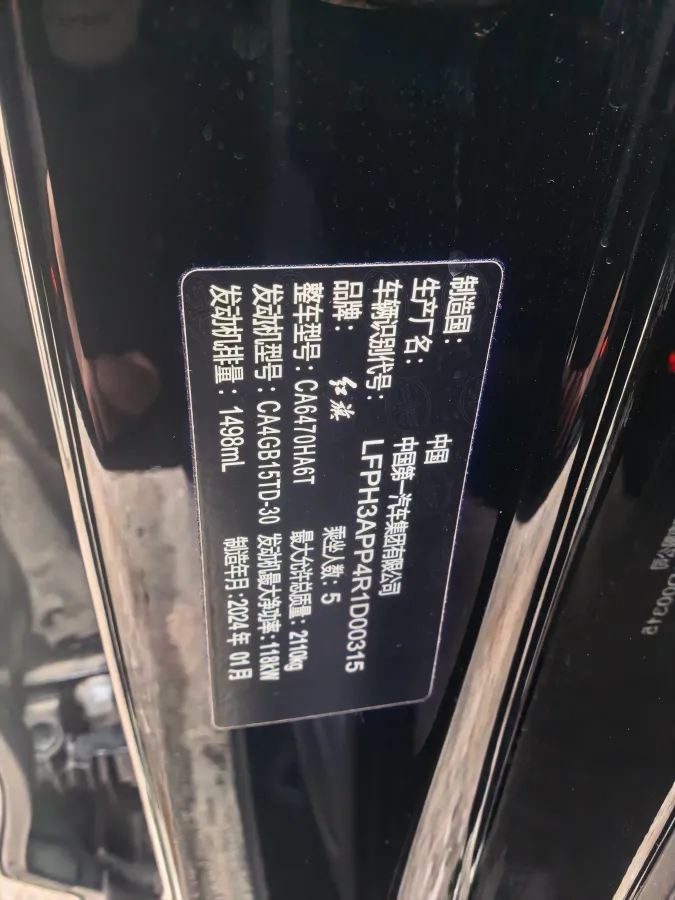 制造国： 中国
生产厂名： 中国第一汽车集团有限公司
车辆识别代号： LFPH3APP4R1D00315
品牌： 红旗 乘坐人数：5
整车型号：CA6470HA6T 最大允许总质量：2110kg
发动机型号：CA4GB15TD-30 发动机最大净功率：118kW
发动机排量：1498mL 制造年月：2024年 01月
D00315